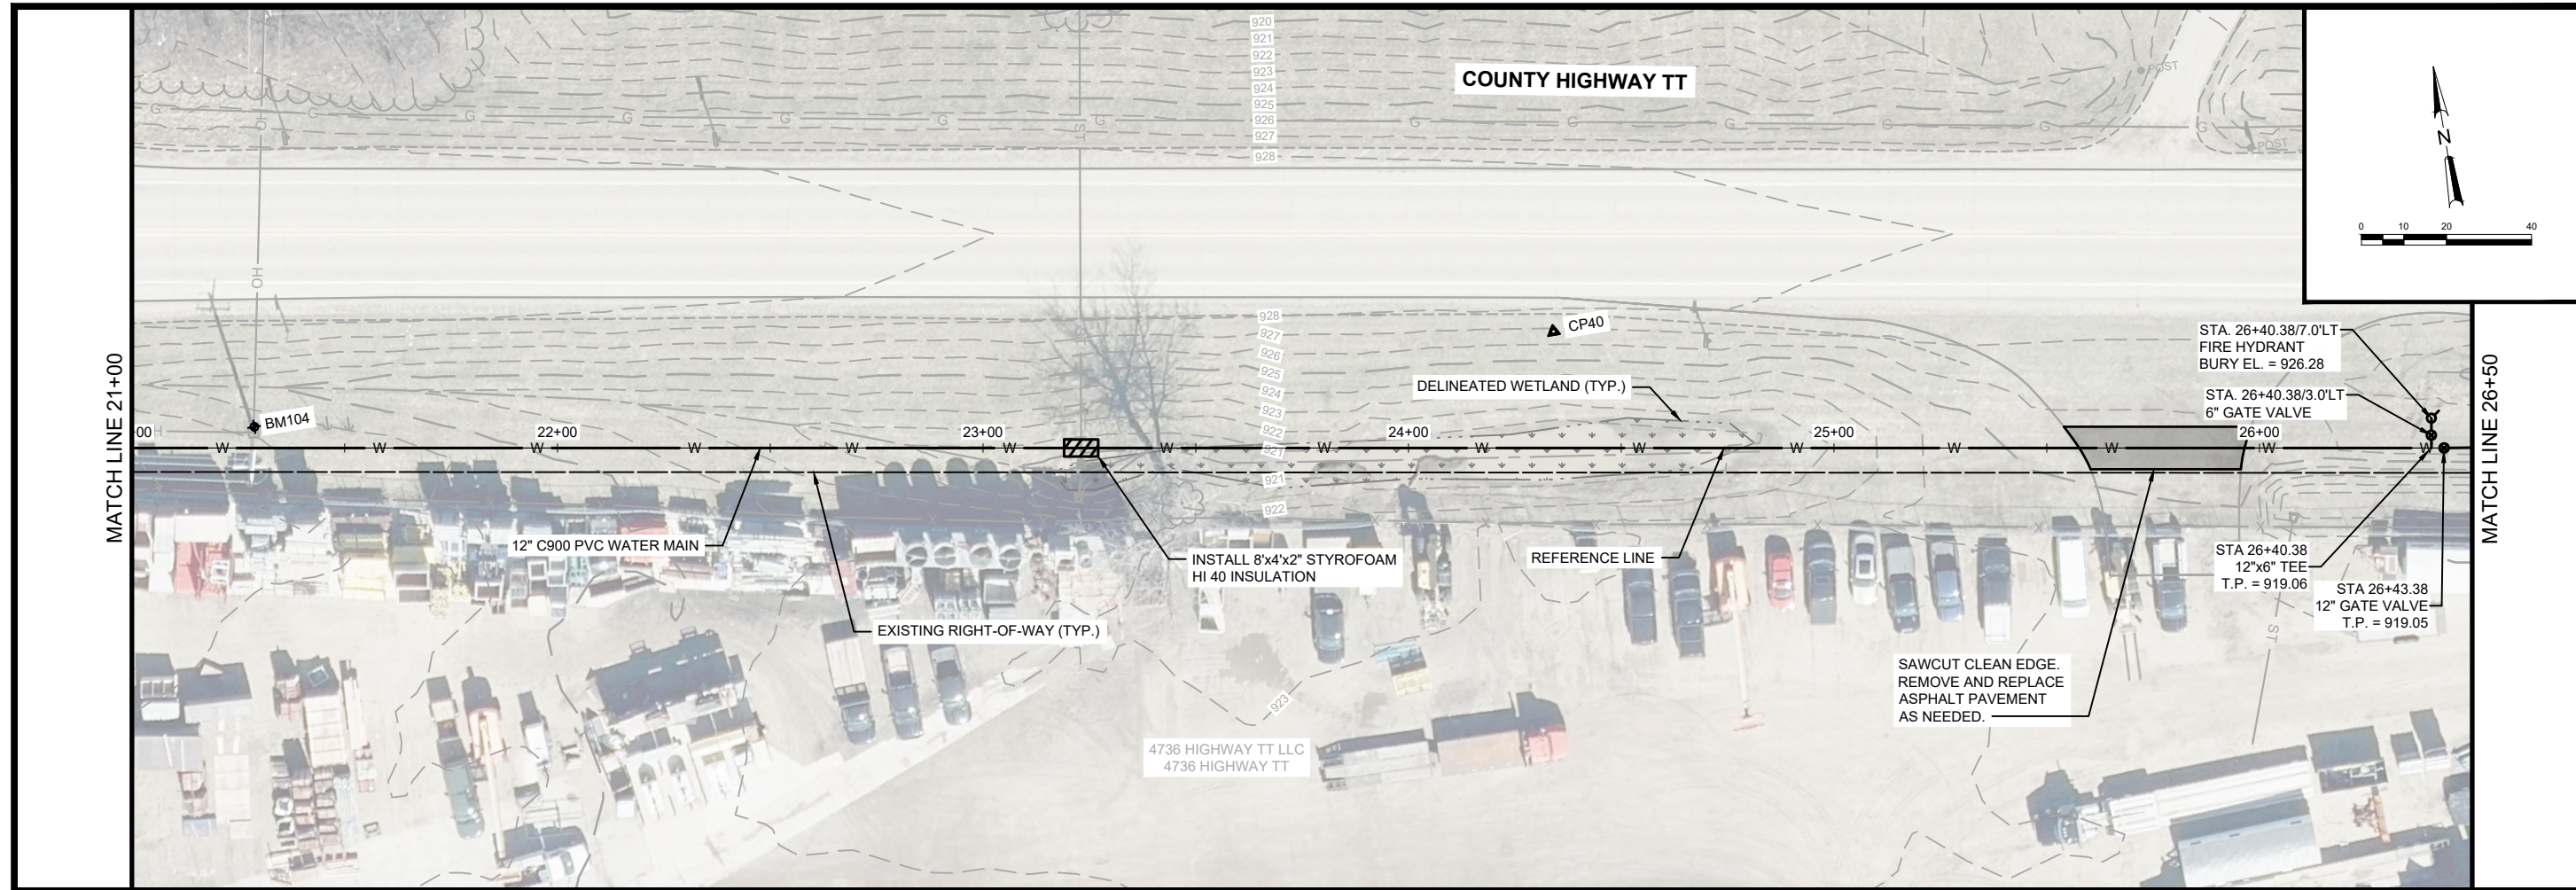 920
921
922
923
924
925
926
927
928
COUNTY HIGHWAY TT
POST
POST
G G G G G G G G G G G G G
HO
HO
ST
N
0 10 20 40
928
927
926
925
924
923
922
921
921
922
CP40
BM104
DELINEATED WETLAND (TYP.)
STA. 26+40.38/7.0'LT
FIRE HYDRANT
BURY EL. = 926.28
STA. 26+40.38/3.0'LT
6" GATE VALVE
MATCH LINE 21+00
MATCH LINE 26+50
00
22+00
23+00
24+00
25+00
26+00
W W W W W W W W W W W W W W W
12" C900 PVC WATER MAIN
INSTALL 8'x4'x2" STYROFOAM
HI 40 INSULATION
REFERENCE LINE
STA 26+40.38
12"x6" TEE
T.P. = 919.06
STA 26+43.38
12" GATE VALVE
T.P. = 919.05
EXISTING RIGHT-OF-WAY (TYP.)
ST
SAWCUT CLEAN EDGE.
REMOVE AND REPLACE
ASPHALT PAVEMENT
AS NEEDED.
923
4736 HIGHWAY TT LLC
4736 HIGHWAY TT